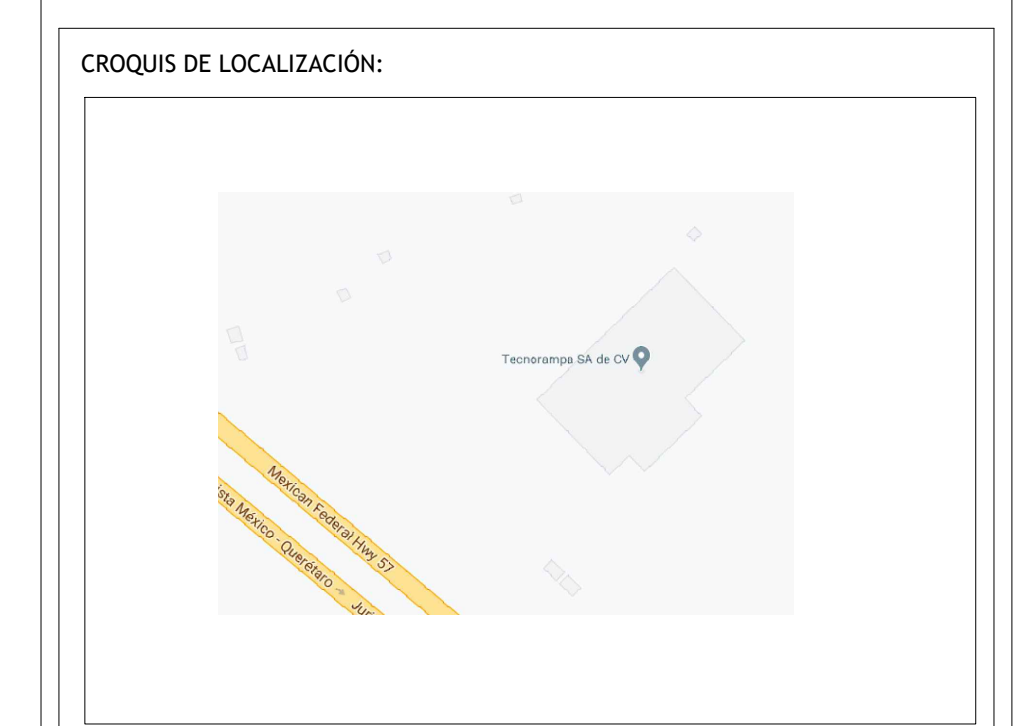 CROQUIS DE LOCALIZACIÓN:
Tecnorampa SA de CV
Mexican Federal Hwy 57
ista México - Querétaro